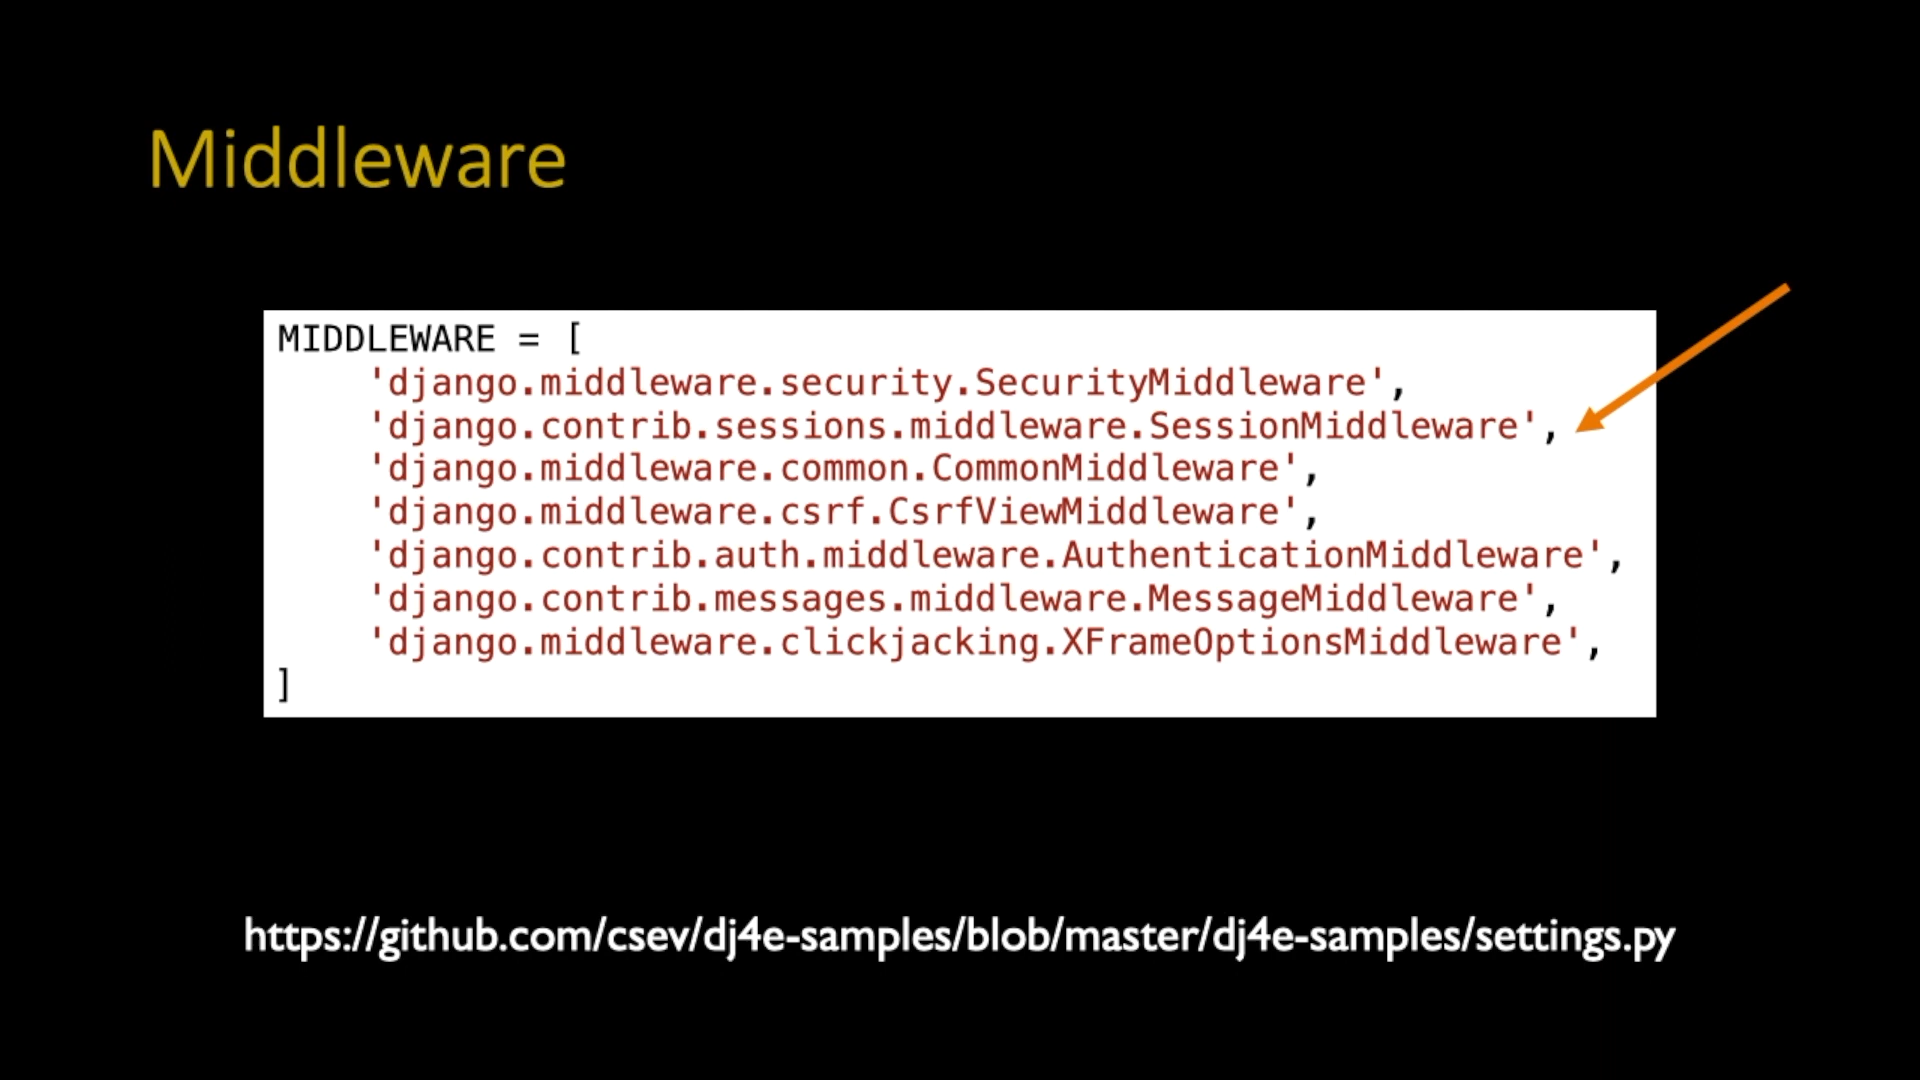 Middleware
MIDDLEWARE = [
    'django.middleware.security.SecurityMiddleware',
    'django.contrib.sessions.middleware.SessionMiddleware',
    'django.middleware.common.CommonMiddleware',
    'django.middleware.csrf.CsrfViewMiddleware',
    'django.contrib.auth.middleware.AuthenticationMiddleware',
    'django.contrib.messages.middleware.MessageMiddleware',
    'django.middleware.clickjacking.XFrameOptionsMiddleware',
]
https://github.com/csev/dj4e-samples/blob/master/dj4e-samples/settings.py